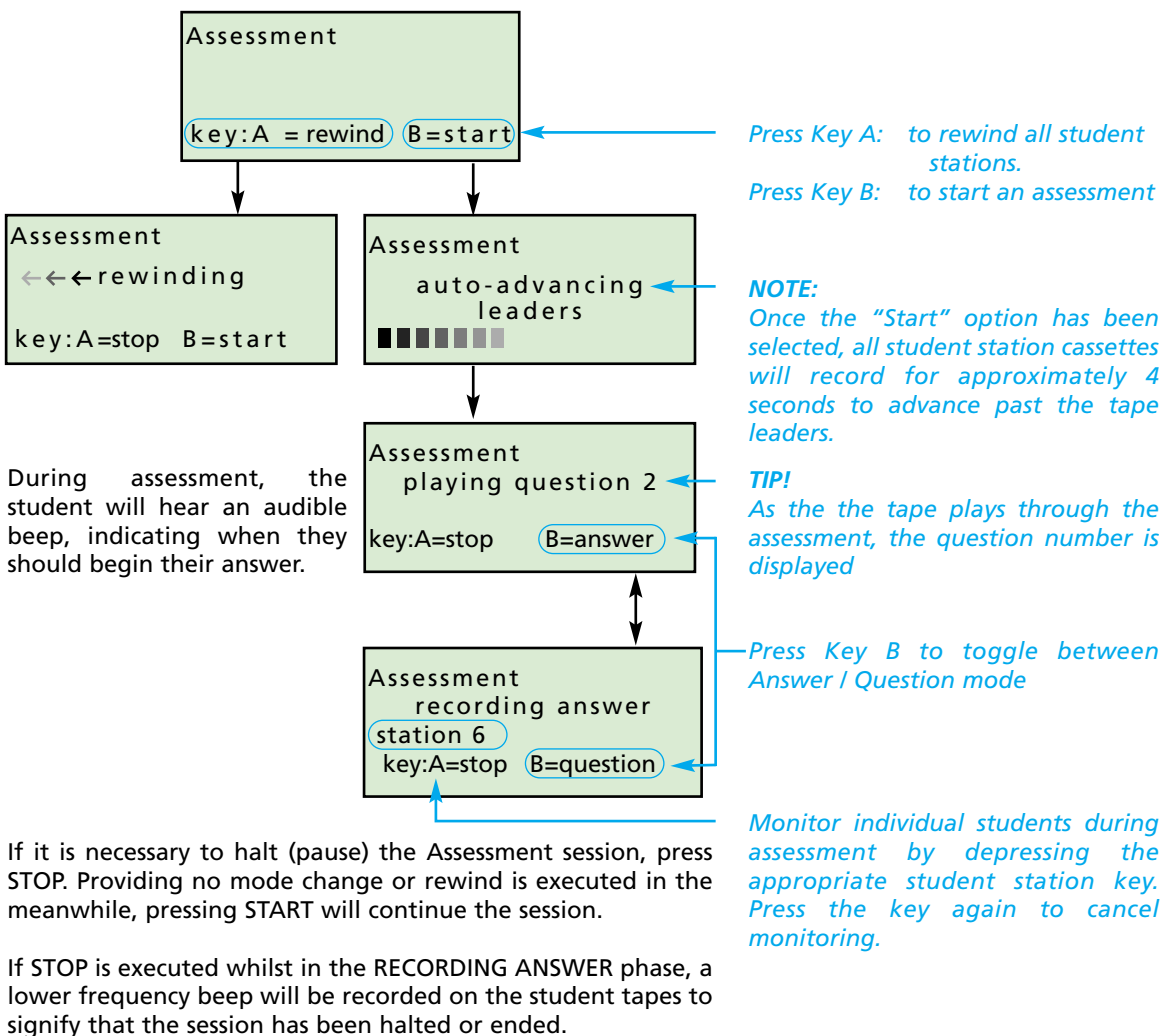 Assessment
key:A = rewind B=start
Press Key A: to rewind all student
stations.
Press Key B: to start an assessment
Assessment
←←← rewinding
key:A=stop B=start
Assessment
auto-advancing
leaders
NOTE:
Once the “Start” option has been
selected, all student station cassettes
will record for approximately 4
seconds to advance past the tape
leaders.
During assessment, the
student will hear an audible
beep, indicating when they
should begin their answer.
Assessment
playing question 2
key:A=stop B=answer
TIP!
As the the tape plays through the
assessment, the question number is
displayed
Press Key B to toggle between
Answer / Question mode
Assessment
recording answer
station 6
key:A=stop B=question
Monitor individual students during
assessment by depressing the
appropriate student station key.
Press the key again to cancel
monitoring.
If it is necessary to halt (pause) the Assessment session, press
STOP. Providing no mode change or rewind is executed in the
meanwhile, pressing START will continue the session.
If STOP is executed whilst in the RECORDING ANSWER phase, a
lower frequency beep will be recorded on the student tapes to
signify that the session has been halted or ended.